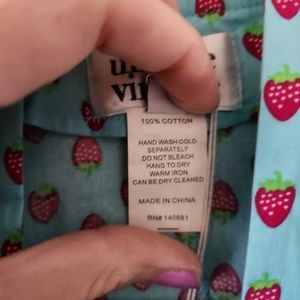 100% COTTON
HAND WASH COLD
SEPARATELY
DO NOT BLEACH
HANG TO DRY
WARM IRON
CAN BE DRY CLEANED
MADE IN CHINA
RN# 140681